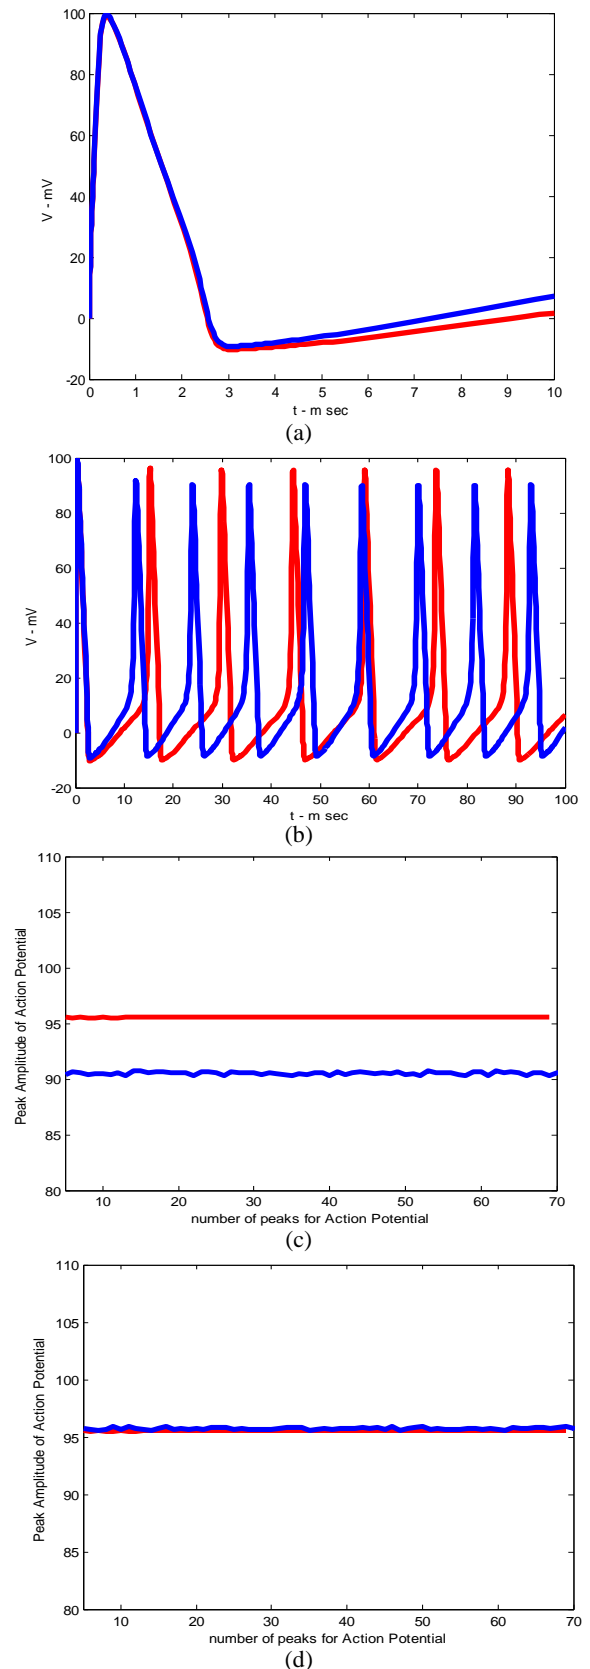 100
80
60
40
20
0
-20
V - mV
0 1 2 3 4 5 6 7 8 9 10
t - m sec
(a)
100
80
60
40
20
0
-20
V - mV
0 10 20 30 40 50 60 70 80 90 100
t - m sec
(b)
110
105
100
95
90
85
80
Peak Amplitude of Action Potential
10 20 30 40 50 60 70
number of peaks for Action Potential
(c)
110
105
100
95
90
85
80
Peak Amplitude of Action Potential
10 20 30 40 50 60 70
number of peaks for Action Potential
(d)